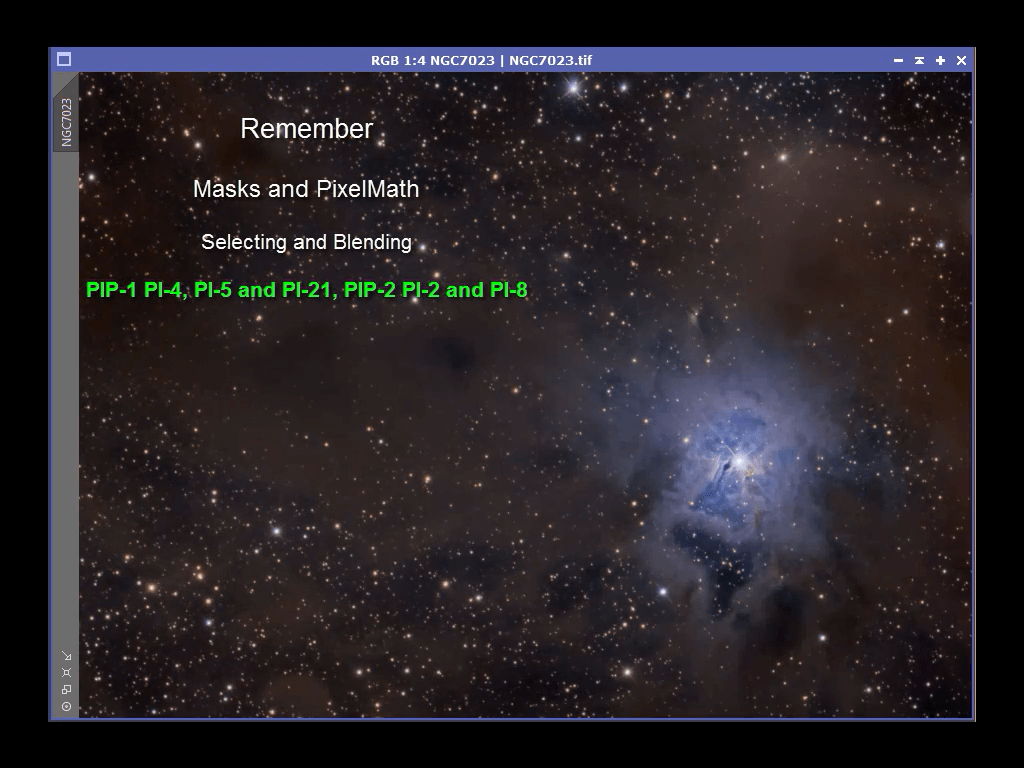 RGB 1:4 NGC7023 | NGC7023.tif
NGC7023
Remember
Masks and PixelMath
Selecting and Blending
PIP-1 PI-4, PI-5 and PI-21, PIP-2 PI-2 and PI-8